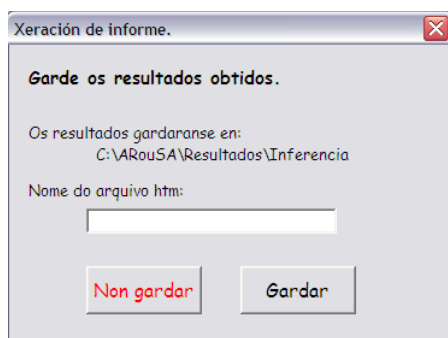 Xeración de informe.
Garde os resultados obtidos.
Os resultados gardaranse en:
C:\ARouSA\Resultados\Inferencia
Nome do arquivo htm:
Non gardar
Gardar